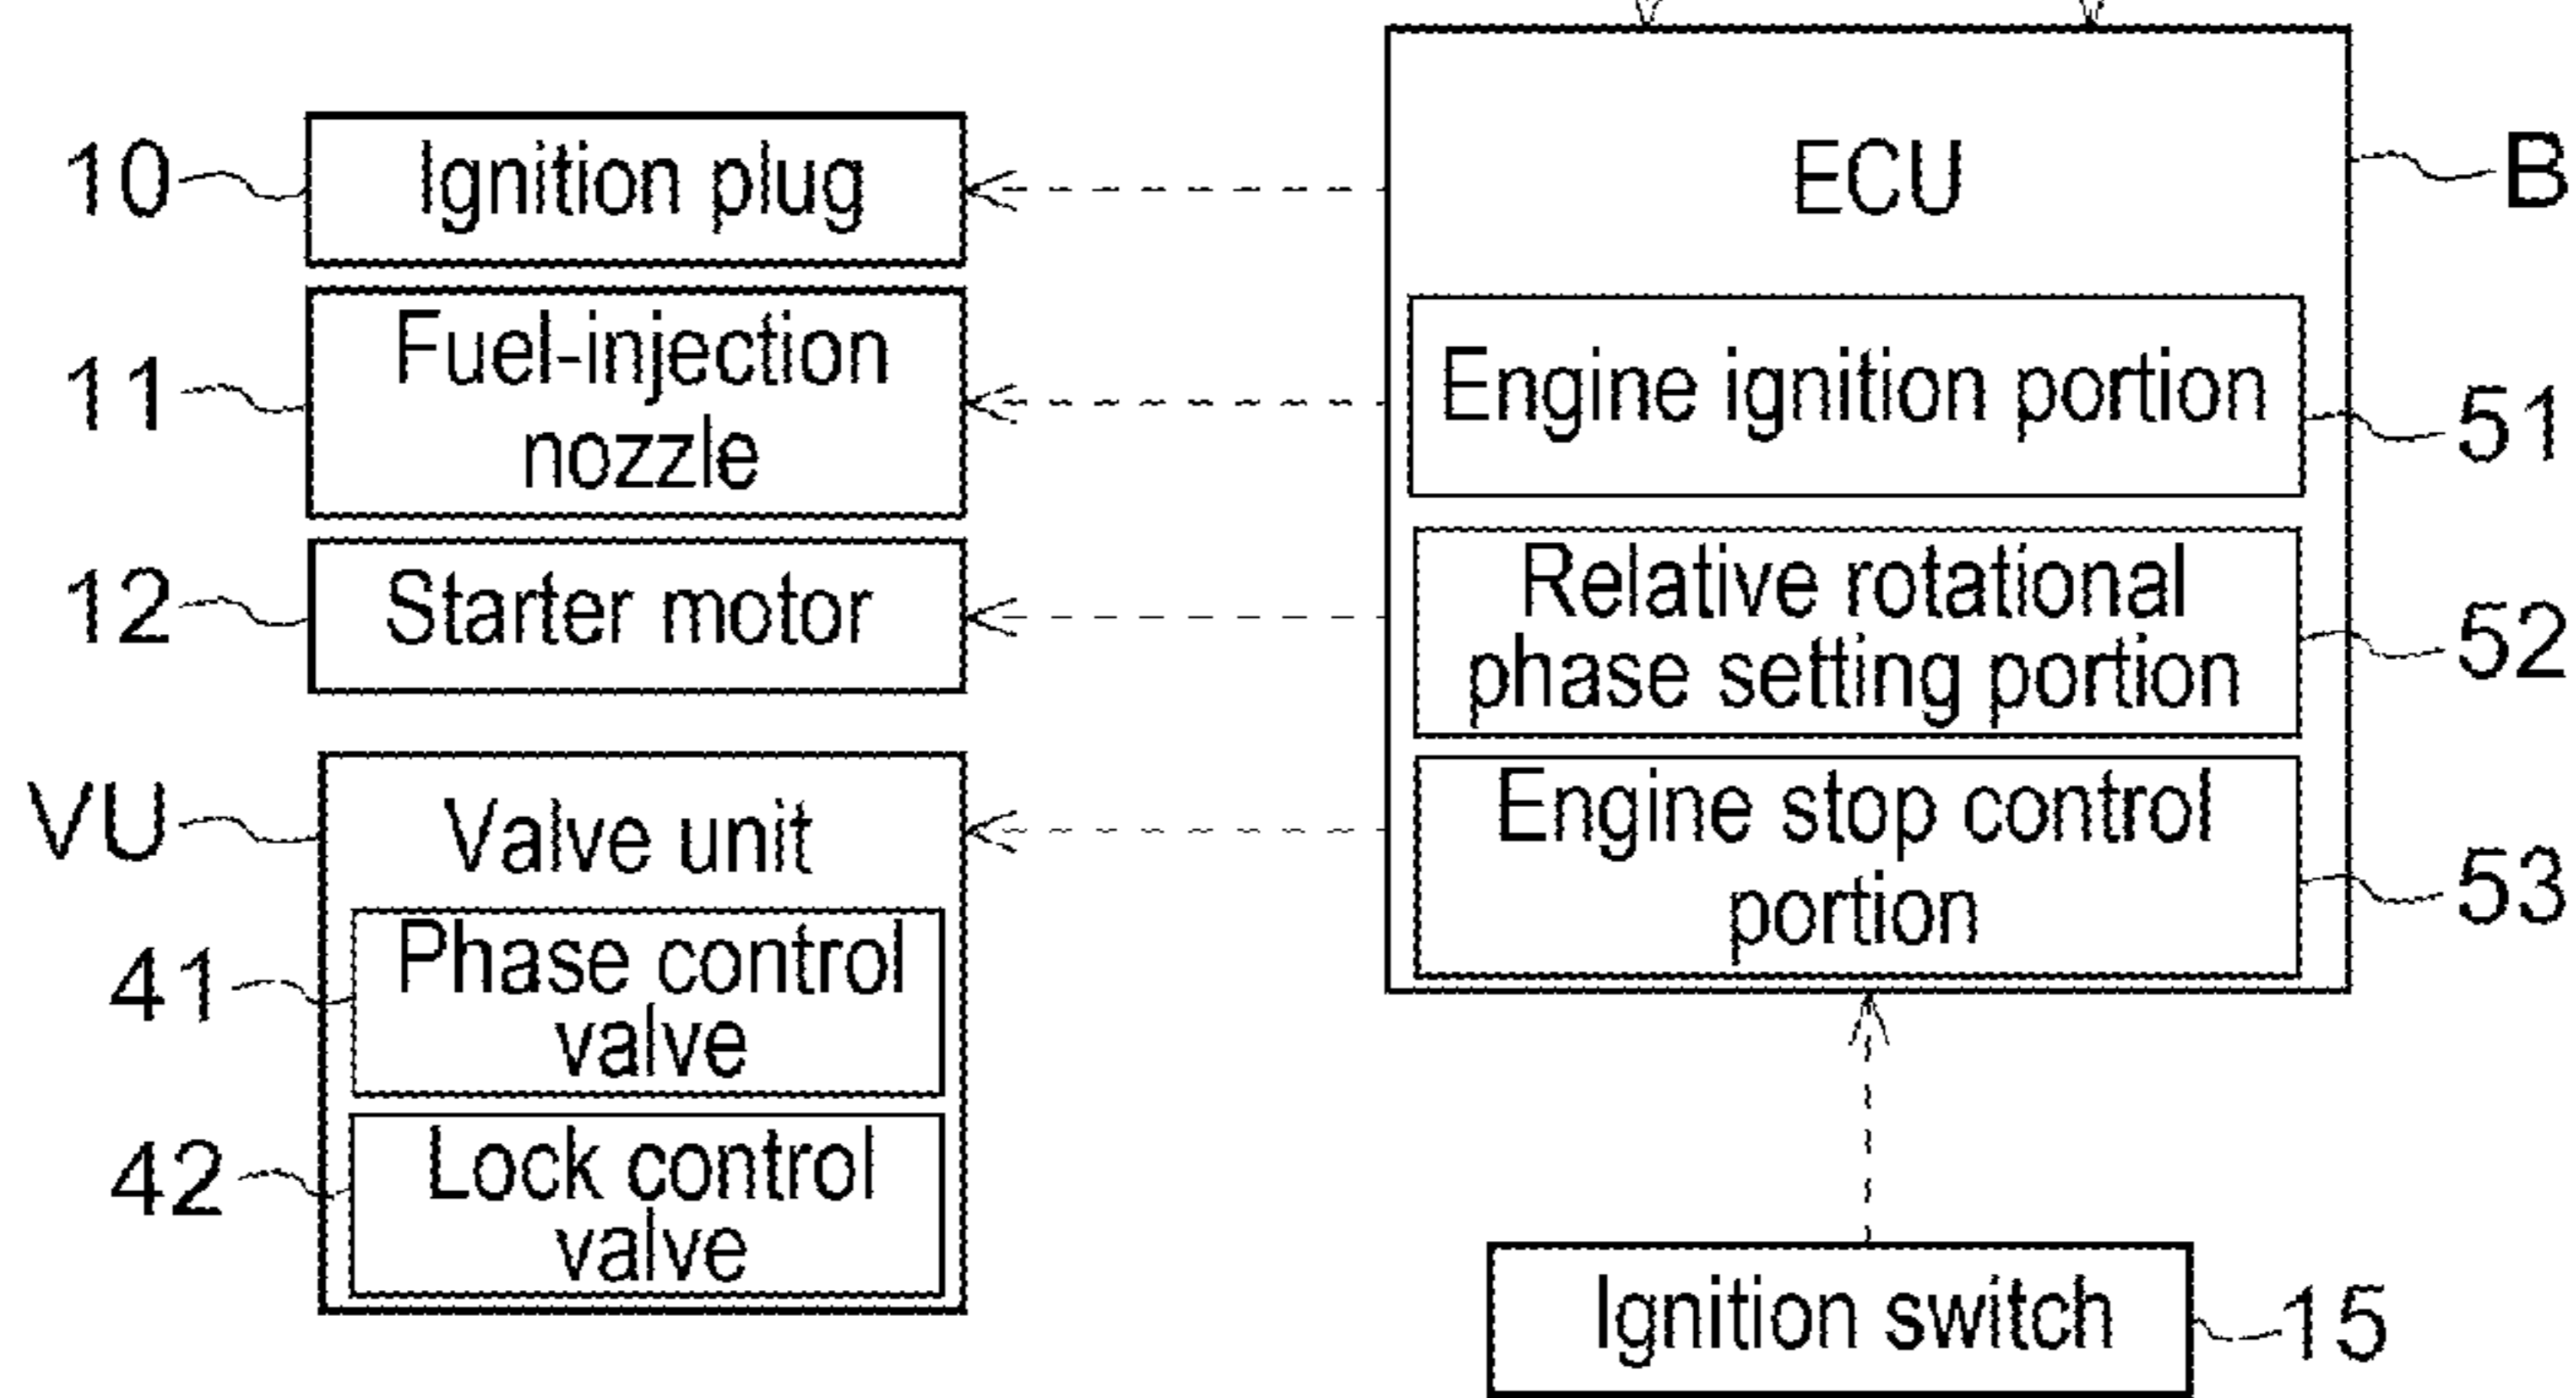 10
Ignition plug
11
Fuel-injection
nozzle
12
Starter motor
VU
Valve unit
41
Phase control
valve
42
Lock control
valve
ECU
B
Engine ignition portion
51
Relative rotational
phase setting portion
52
Engine stop control
portion
53
Ignition switch
15